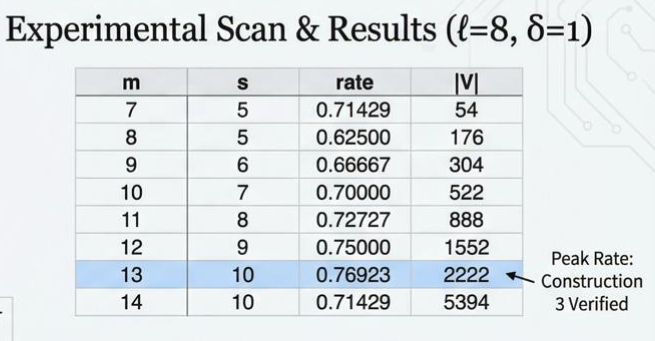 Experimental Scan & Results (ℓ=8, δ=1)
m s rate |V|
7 5 0.71429 54
8 5 0.62500 176
9 6 0.66667 304
10 7 0.70000 522
11 8 0.72727 888
12 9 0.75000 1552
13 10 0.76923 2222
14 10 0.71429 5394
Peak Rate:
Construction
3 Verified